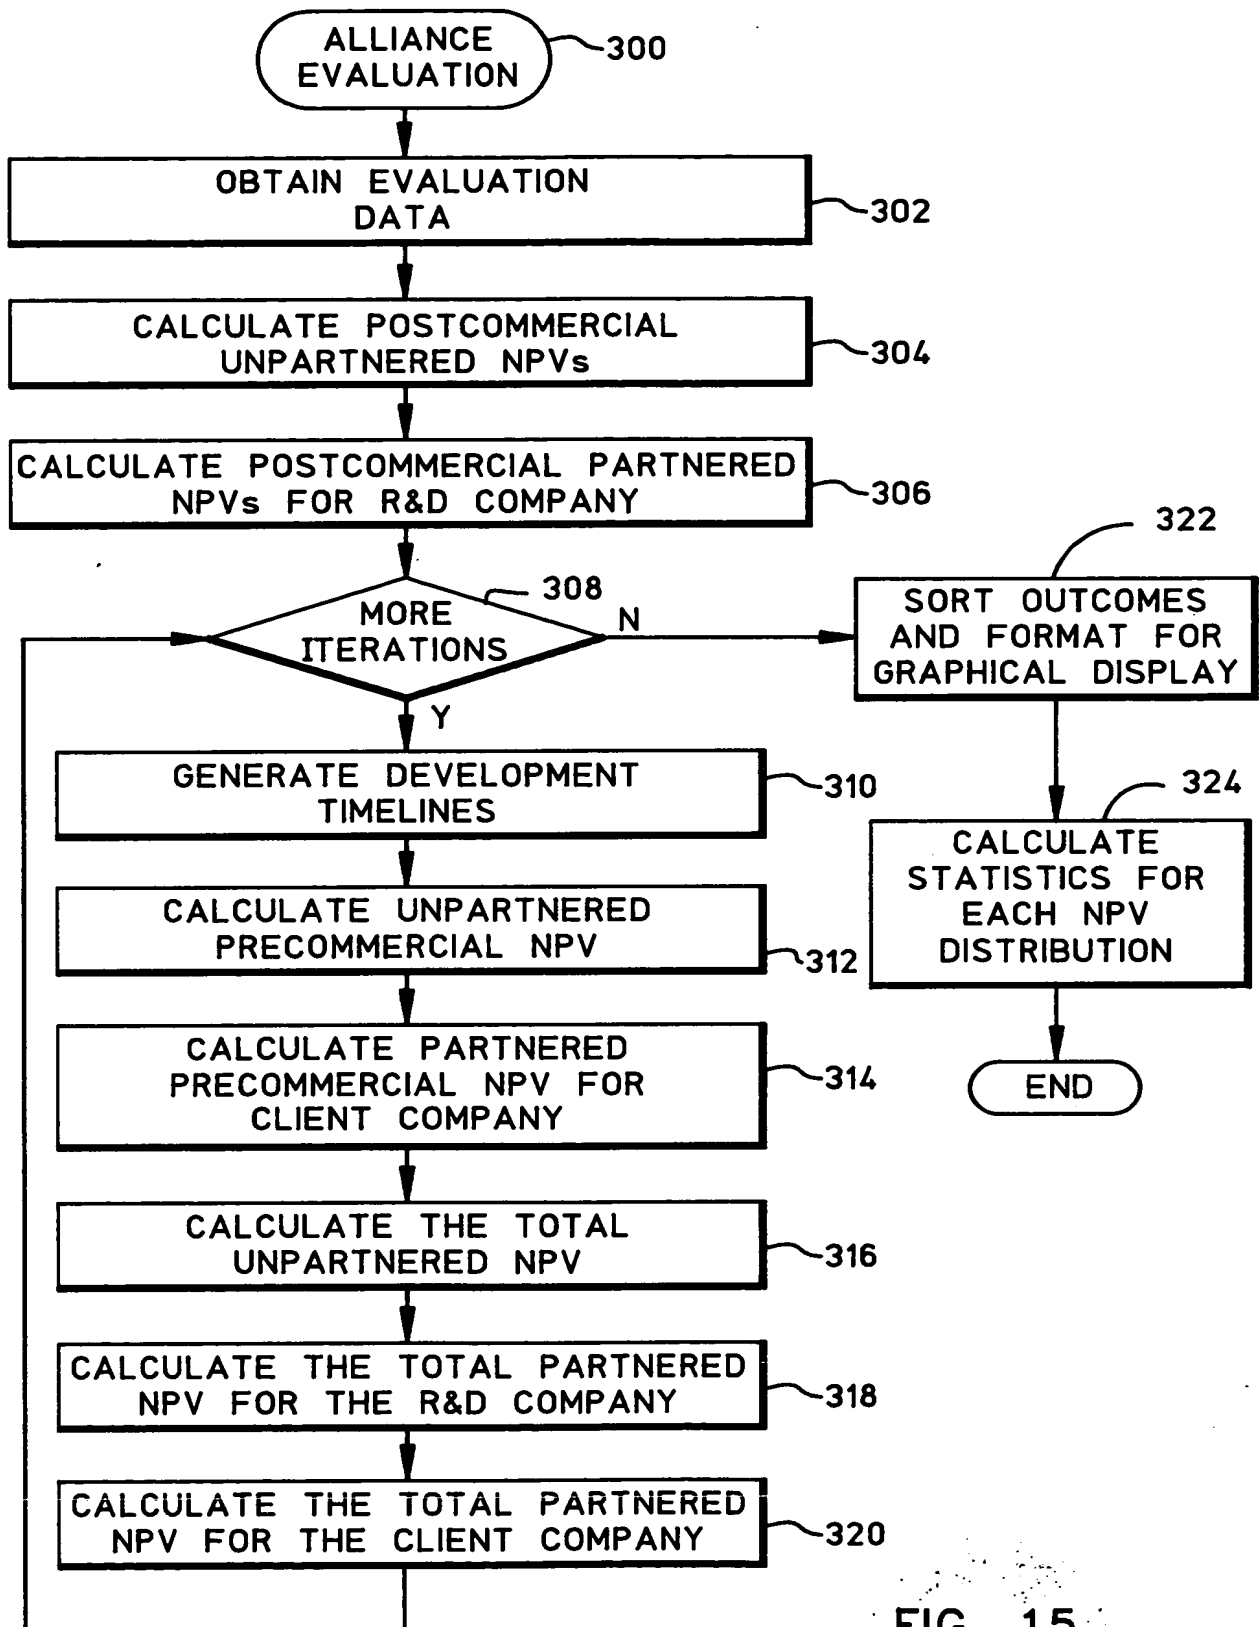 ALLIANCE
EVALUATION
300
OBTAIN EVALUATION
DATA
302
CALCULATE POSTCOMMERCIAL
UNPARTNERED NPVs
304
CALCULATE POSTCOMMERCIAL PARTNERED
NPVs FOR R&D COMPANY
306
MORE
ITERATIONS
308
N
Y
322
SORT OUTCOMES
AND FORMAT FOR
GRAPHICAL DISPLAY
324
CALCULATE
STATISTICS FOR
EACH NPV
DISTRIBUTION
END
GENERATE DEVELOPMENT
TIMELINES
310
CALCULATE UNPARTNERED
PRECOMMERCIAL NPV
312
CALCULATE PARTNERED
PRECOMMERCIAL NPV FOR
CLIENT COMPANY
314
CALCULATE THE TOTAL
UNPARTNERED NPV
316
CALCULATE THE TOTAL PARTNERED
NPV FOR THE R&D COMPANY
318
CALCULATE THE TOTAL PARTNERED
NPV FOR THE CLIENT COMPANY
320
FIG. 15